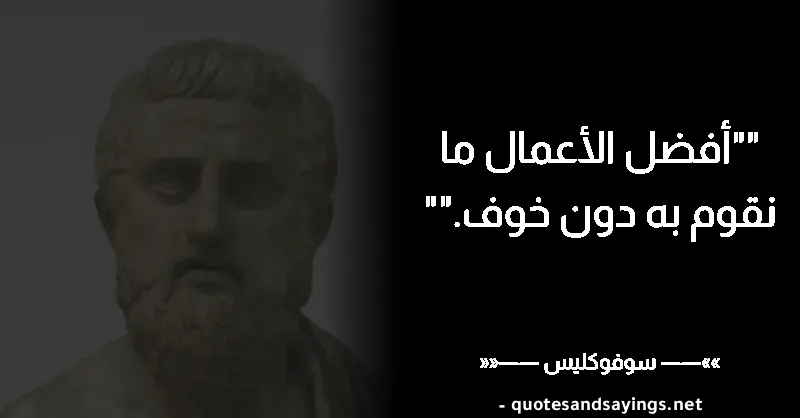 ""أفضل الأعمال ما
نقوم به دون خوف.""
»»—— سوفوكليس ——««
- quotesandsayings.net